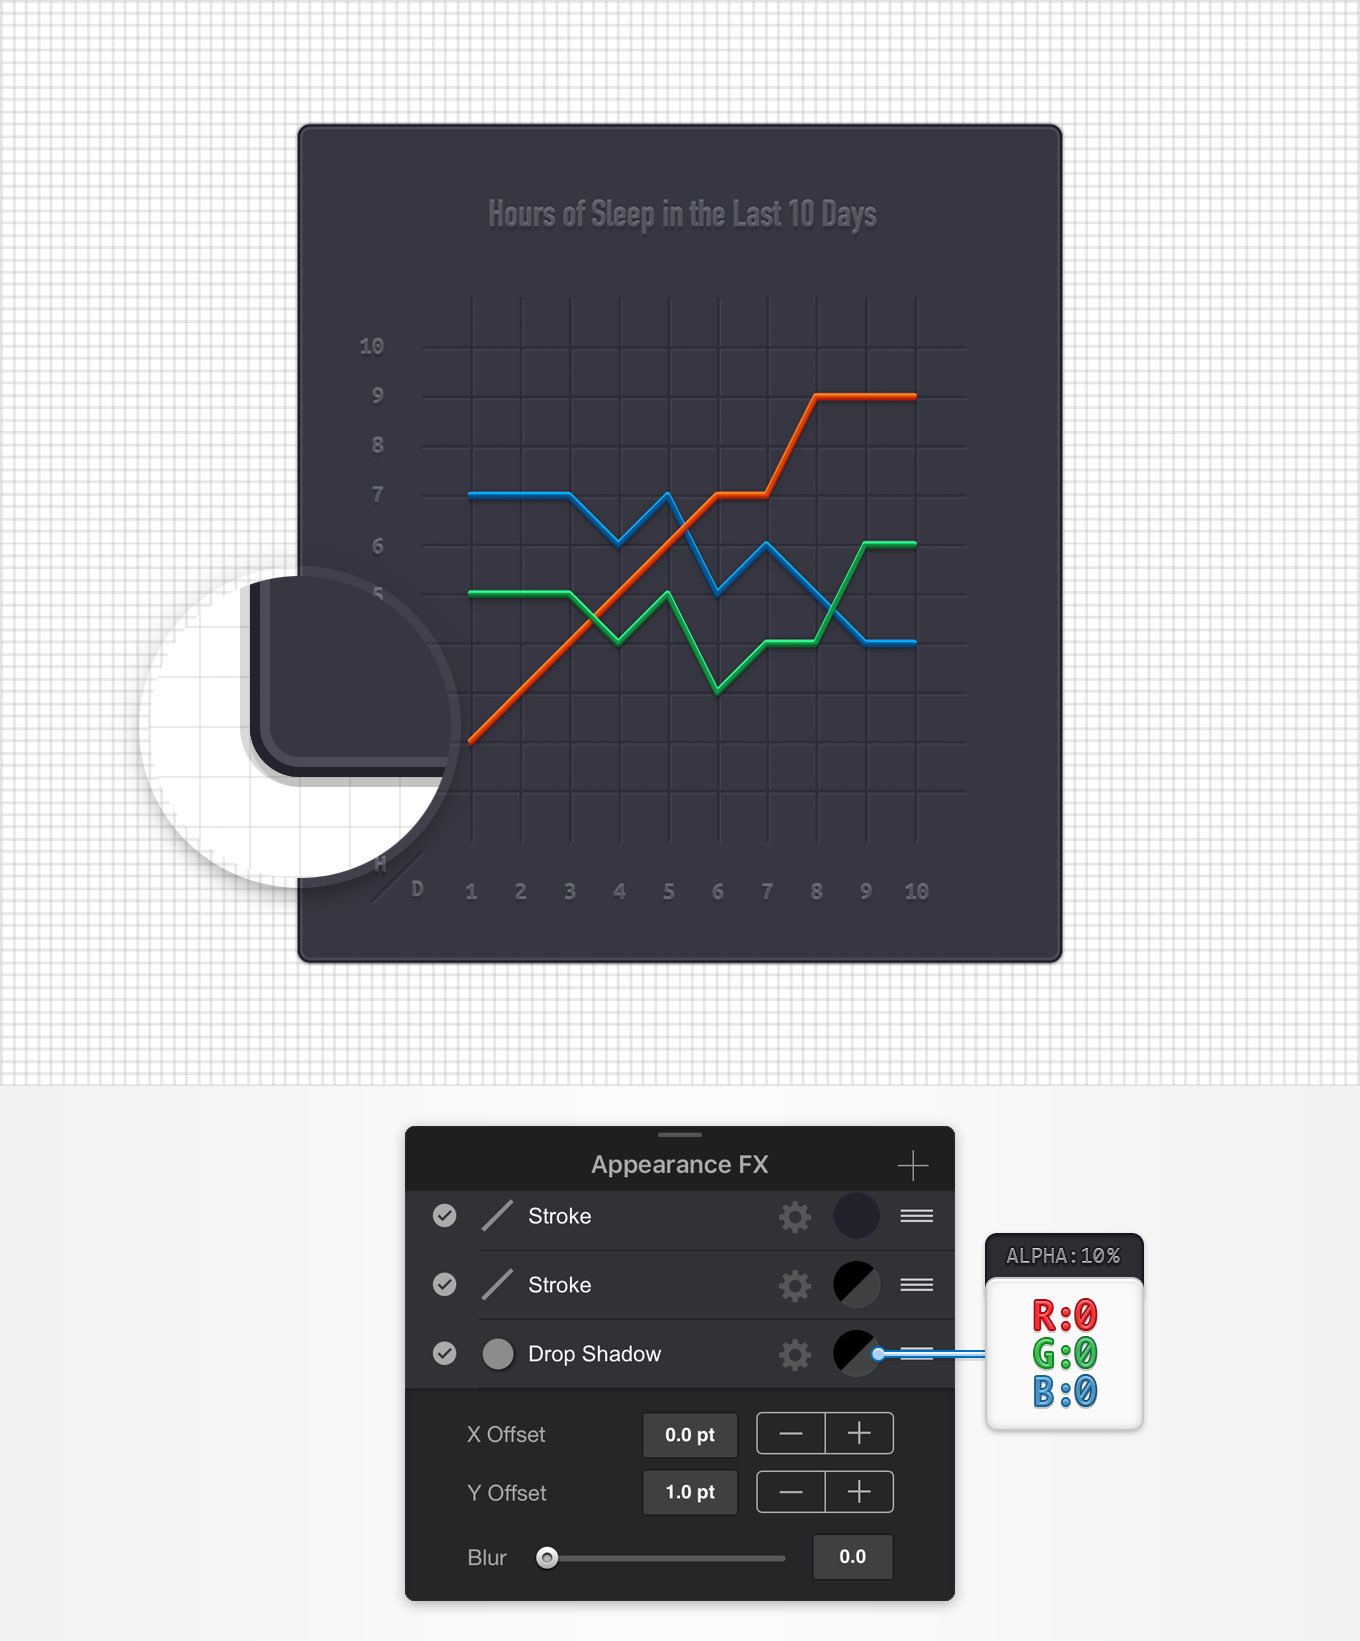 Hours of Sleep in the Last 10 Days
10
9
8
7
6
5
H
D 1 2 3 4 5 6 7 8 9 10
Appearance FX
Stroke
Stroke
Drop Shadow
X Offset 0.0 pt
Y Offset 1.0 pt
Blur 0.0
ALPHA:10%
R:0
G:0
B:0